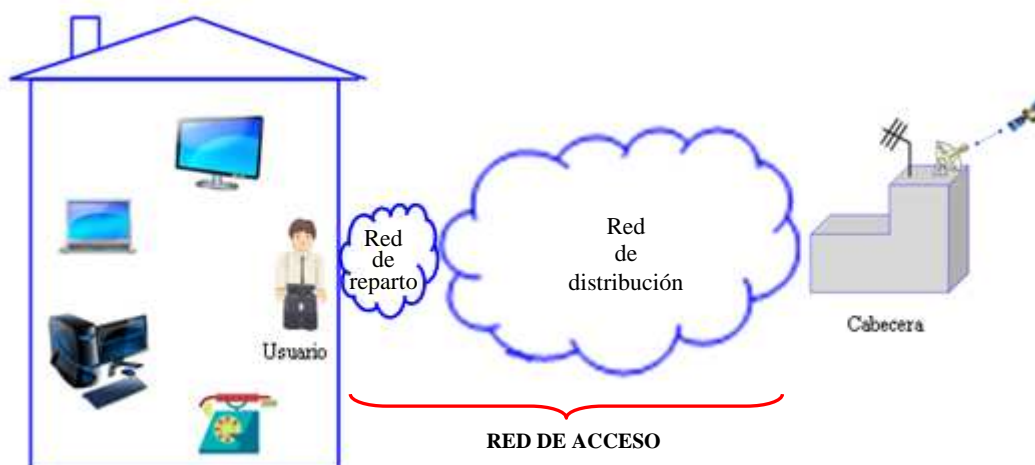 Red
de
reparto
Red
de
distribución
Usuario
Cabecera
RED DE ACCESO